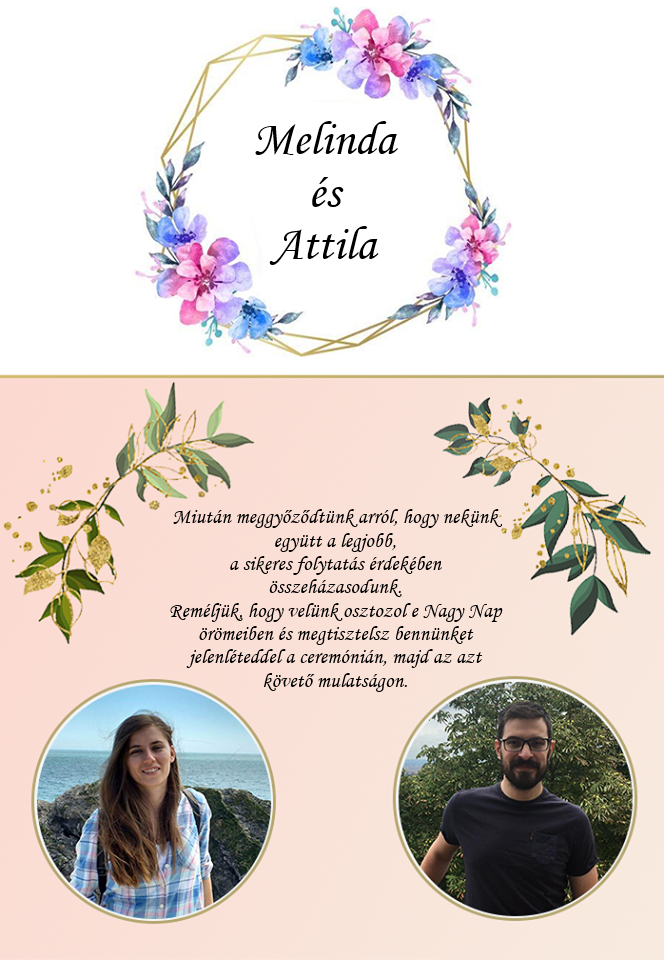 Melinda
és
Attila
Miután meggyőződtünk arról, hogy nekünk
együtt a legjobb,
a sikeres folytatás érdekében
összeházasodunk.
Reméljük, hogy velünk osztozol e Nagy Nap
örömeiben és megtisztelsz bennünket
jelenléteddel a ceremónián, majd az azt
követő mulatságon.